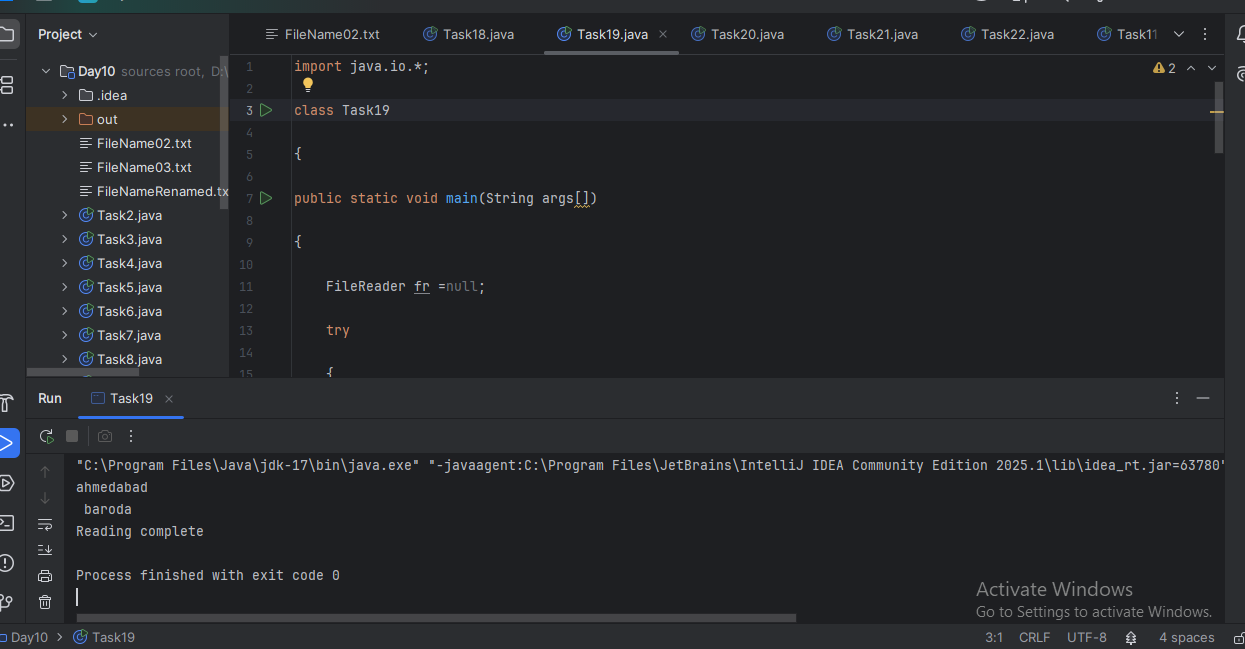 Project
FileName02.txt Task18.java Task19.java Task20.java Task21.java Task22.java Task11
Day10 sources root, D:\
.idea
out
FileName02.txt
FileName03.txt
FileNameRenamed.tx
Task2.java
Task3.java
Task4.java
Task5.java
Task6.java
Task7.java
Task8.java
2
1 import java.io.*;
2
3 class Task19
4
5 {
6
7 public static void main(String args[])
8
9 {
10
11 FileReader fr =null;
12
13 try
14
15 {
Run Task19
"C:\Program Files\Java\jdk-17\bin\java.exe" "-javaagent:C:\Program Files\JetBrains\IntelliJ IDEA Community Edition 2025.1\lib\idea_rt.jar=63780"
ahmedabad
baroda
Reading complete
Process finished with exit code 0
Activate Windows
Go to Settings to activate Windows.
Day10 > Task19
3:1 CRLF UTF-8 4 spaces